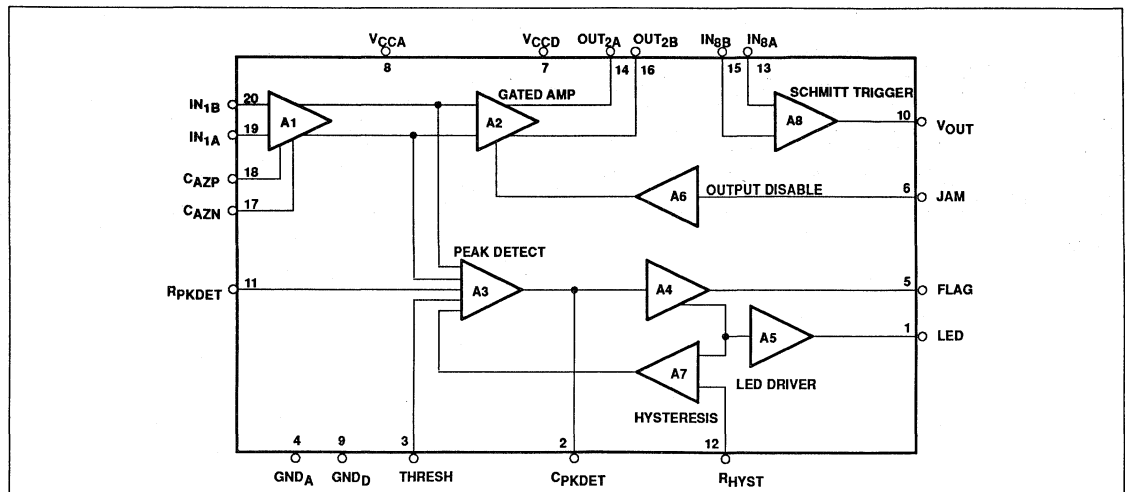 VCCA VCCD OUT2A OUT2B IN8B IN8A
8 7 14 16 15 13
IN1B 20 A1 GATED AMP A2 SCHMITT TRIGGER A8 10 VOUT
IN1A 19
CAZP 18 A6 OUTPUT DISABLE 6 JAM
CAZN 17
PEAK DETECT
RPKDET 11 A3 A4 5 FLAG
A5 1 LED
A7 LED DRIVER
HYSTERESIS
4 9 3 2 12
GNDA GNDD THRESH CPKDET RHYST